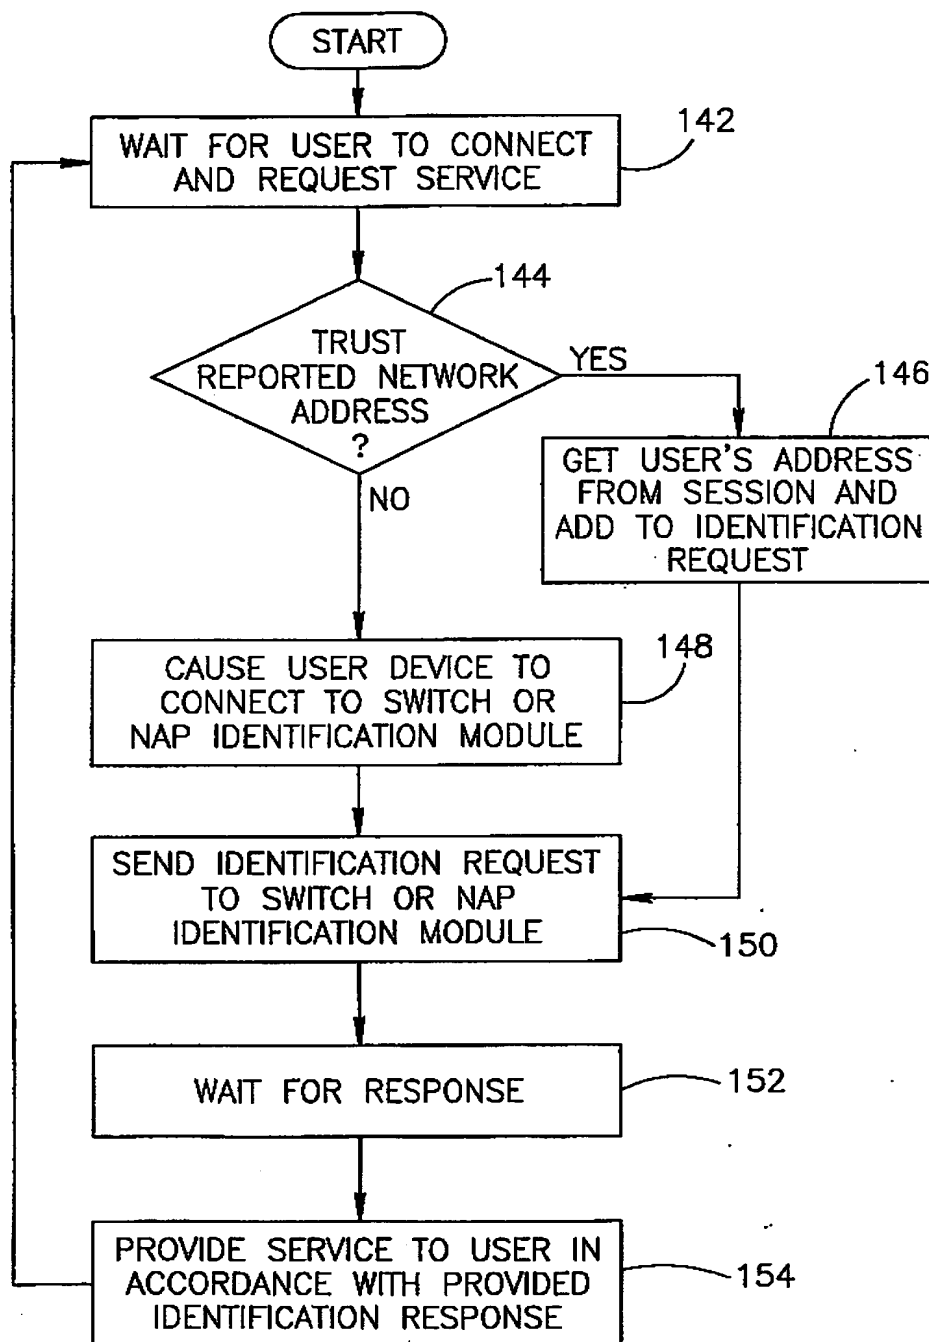 START
WAIT FOR USER TO CONNECT
AND REQUEST SERVICE
142
144
TRUST
REPORTED NETWORK
ADDRESS
?
YES
NO
146
GET USER'S ADDRESS
FROM SESSION AND
ADD TO IDENTIFICATION
REQUEST
CAUSE USER DEVICE TO
CONNECT TO SWITCH OR
NAP IDENTIFICATION MODULE
148
SEND IDENTIFICATION REQUEST
TO SWITCH OR NAP
IDENTIFICATION MODULE
150
WAIT FOR RESPONSE
152
PROVIDE SERVICE TO USER IN
ACCORDANCE WITH PROVIDED
IDENTIFICATION RESPONSE
154